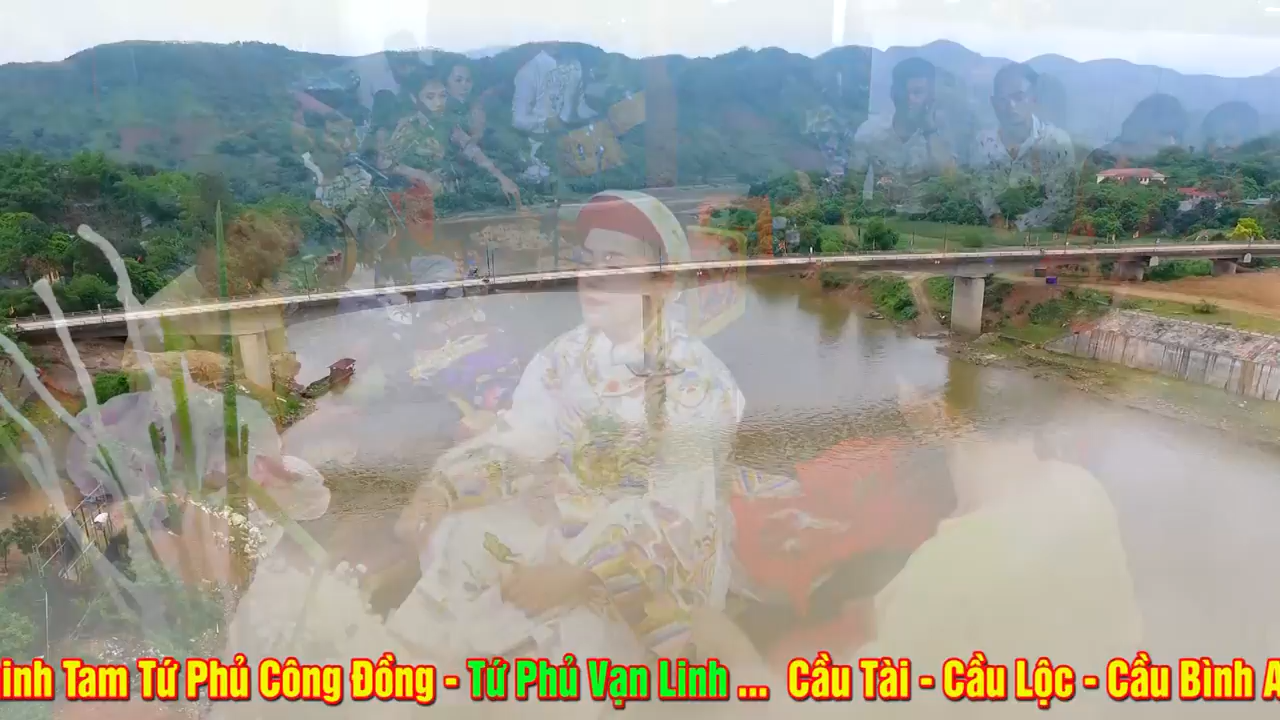 inh Tam Tứ Phủ Công Đồng - Tứ Phủ Vạn Linh ... Cầu Tài - Cầu Lộc - Cầu Bình A